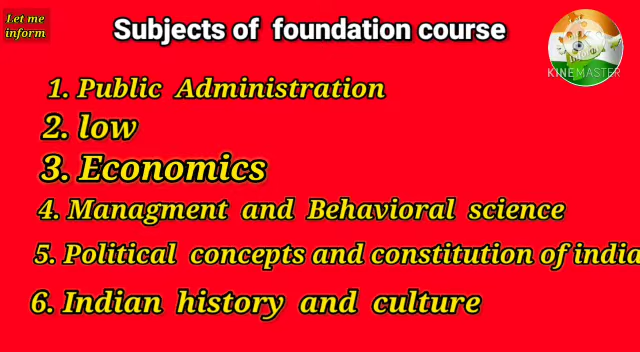 Let me
inform
Subjects of foundation course
KINEMASTER
1. Public Administration
2. low
3. Economics
4. Managment and Behavioral science
5. Political concepts and constitution of india
6. Indian history and culture